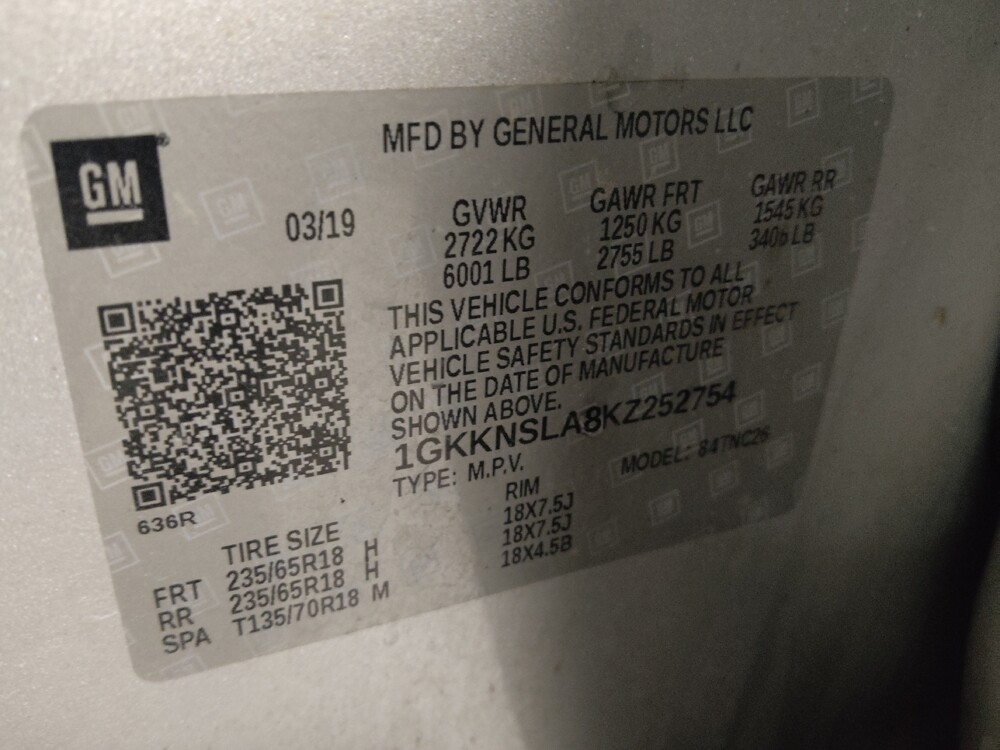 GM
MFD BY GENERAL MOTORS LLC
03/19
GVWR GAWR FRT GAWR RR
2722 KG 1250 KG 1545 KG
6001 LB 2755 LB 3406 LB
THIS VEHICLE CONFORMS TO ALL
APPLICABLE U.S. FEDERAL MOTOR
VEHICLE SAFETY STANDARDS IN EFFECT
ON THE DATE OF MANUFACTURE
SHOWN ABOVE.
1GKKNSLA8KZ252754
TYPE: M.P.V. MODEL: 84TNC26
636R
TIRE SIZE RIM
FRT 235/65R18 H 18X7.5J
RR 235/65R18 H 18X7.5J
SPA T135/70R18 M 18X4.5B